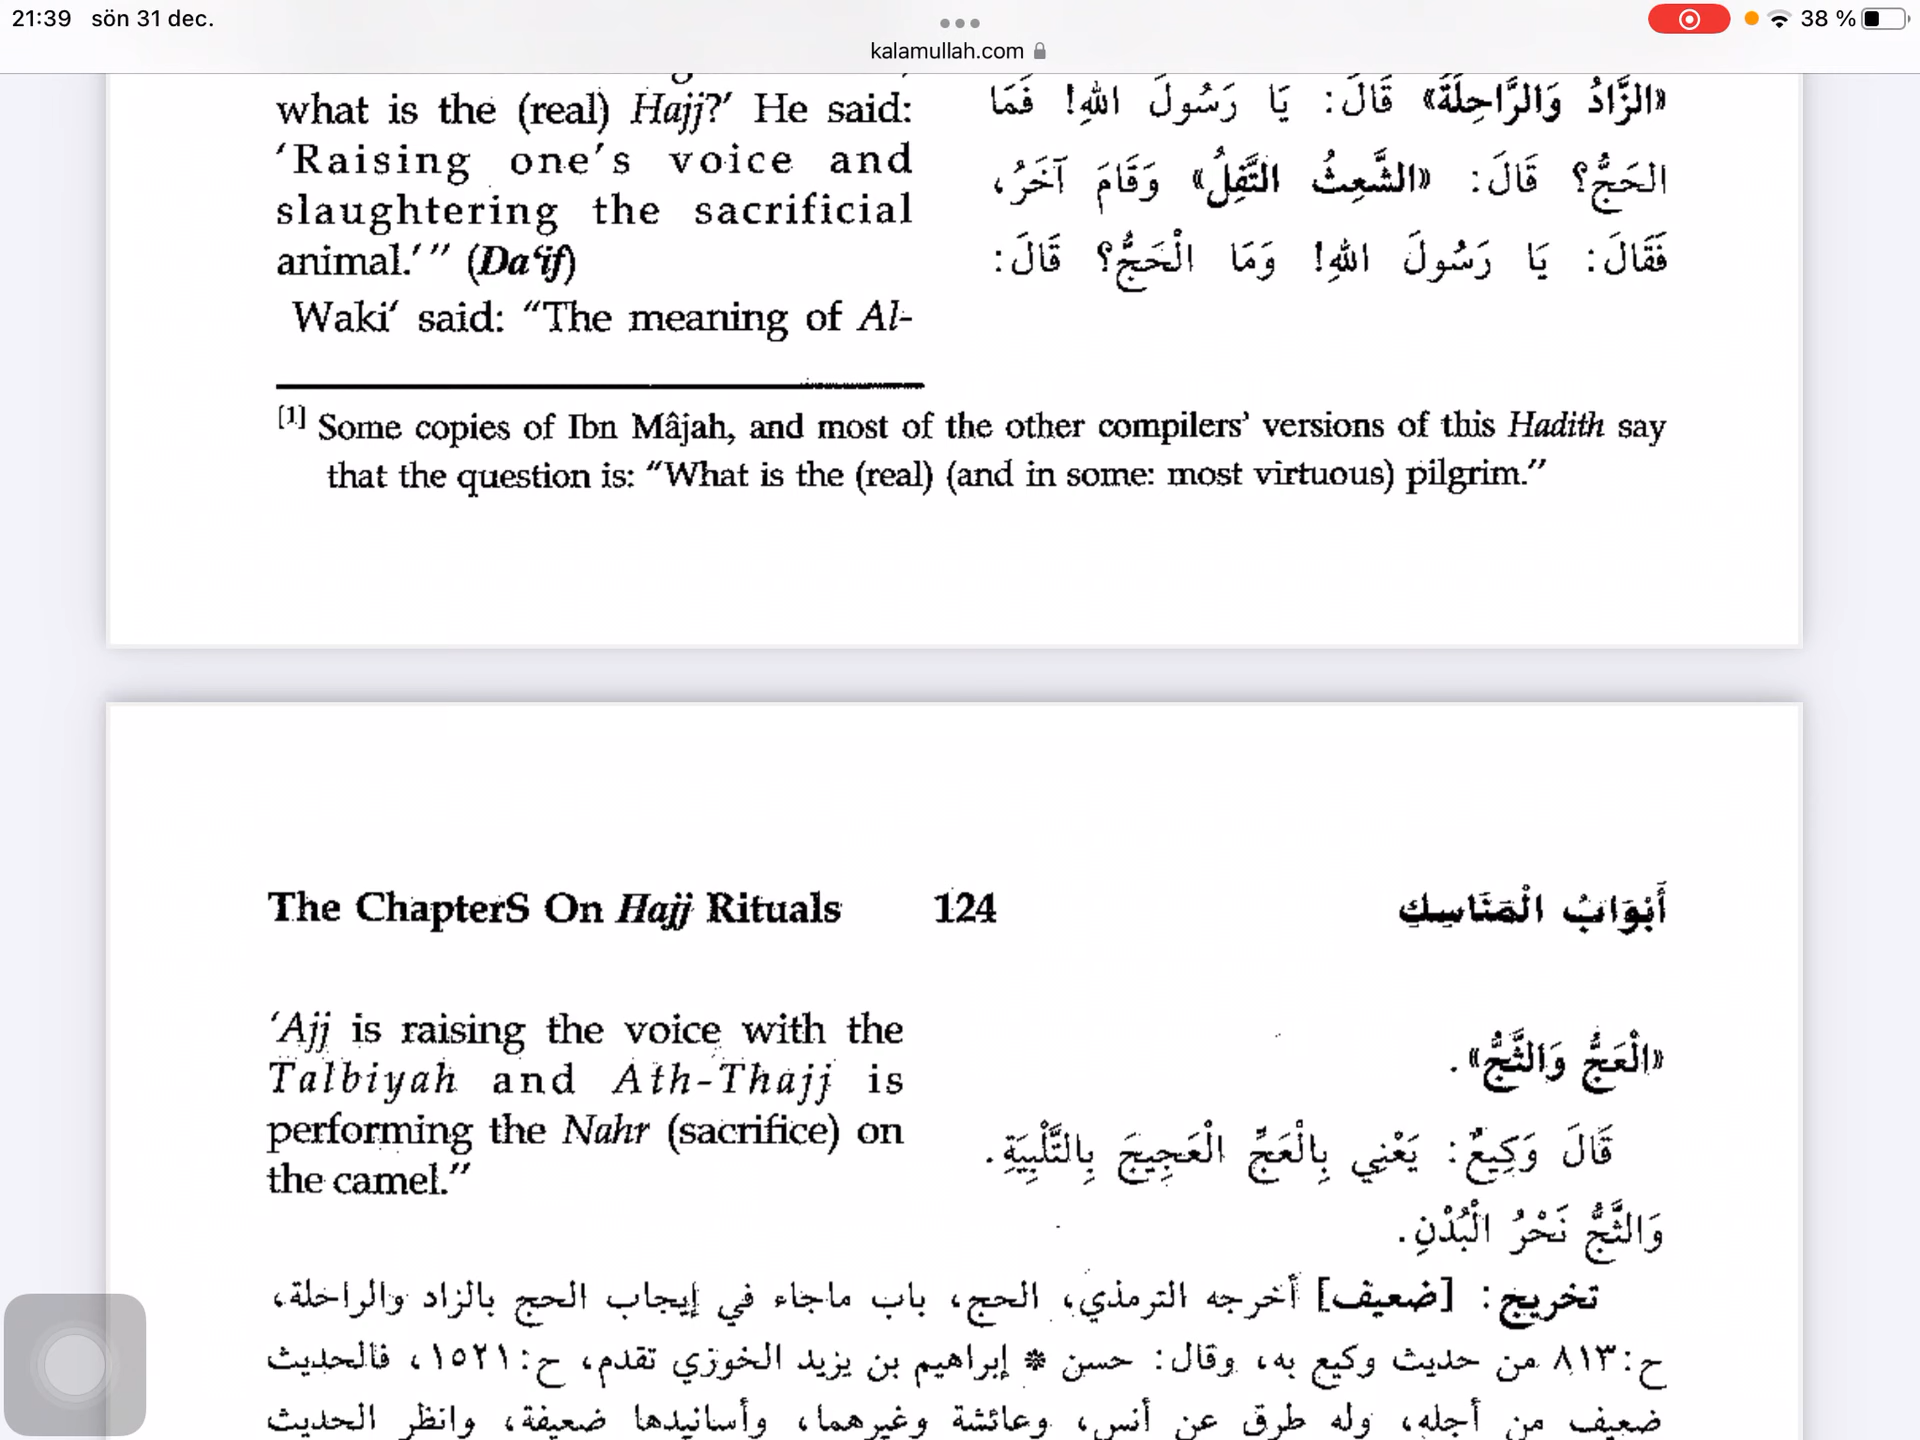 21:39 sön 31 dec.
38 %
kalamullah.com
what is the (real) Hajj?' He said:
'Raising one's voice and
slaughtering the sacrificial
animal.'" (Da'if)
Waki' said: "The meaning of Al-
«الزَّادُ وَالرَّاحِلَةُ» قَالَ: يَا رَسُولَ اللهِ! فَمَا
الحَجُّ؟ قَالَ: «الشَّعِثُ التَّفِلُ» وَقَامَ آخَرُ،
فَقَالَ: يَا رَسُولَ اللهِ! وَمَا الْحَجُّ؟ قَالَ:
[1] Some copies of Ibn Mâjah, and most of the other compilers' versions of this Hadith say
that the question is: "What is the (real) (and in some: most virtuous) pilgrim."
The ChapterS On Hajj Rituals 124 أَبْوَابُ الْمَنَاسِكِ
'Ajj is raising the voice with the
Talbiyah and Ath-Thajj is
performing the Nahr (sacrifice) on
the camel."
«الْعَجُّ وَالثَّجُّ».
قَالَ وَكِيعٌ: يَعْنِي بِالْعَجِّ الْعَجِيجَ بِالتَّلْبِيَةِ.
وَالثَّجُّ نَحْرُ الْبُدْنِ.
تخريج: [ضعيف] أخرجه الترمذي، الحج، باب ماجاء في إيجاب الحج بالزاد والراحلة،
ح:٨١٣ من حديث وكيع به، وقال: حسن * إبراهيم بن يزيد الخوزي تقدم، ح:١٥٢١، فالحديث
ضعيف من أجله، وله طرق عن أنس، وعائشة وغيرهما، وأسانيدها ضعيفة، وانظر الحديث